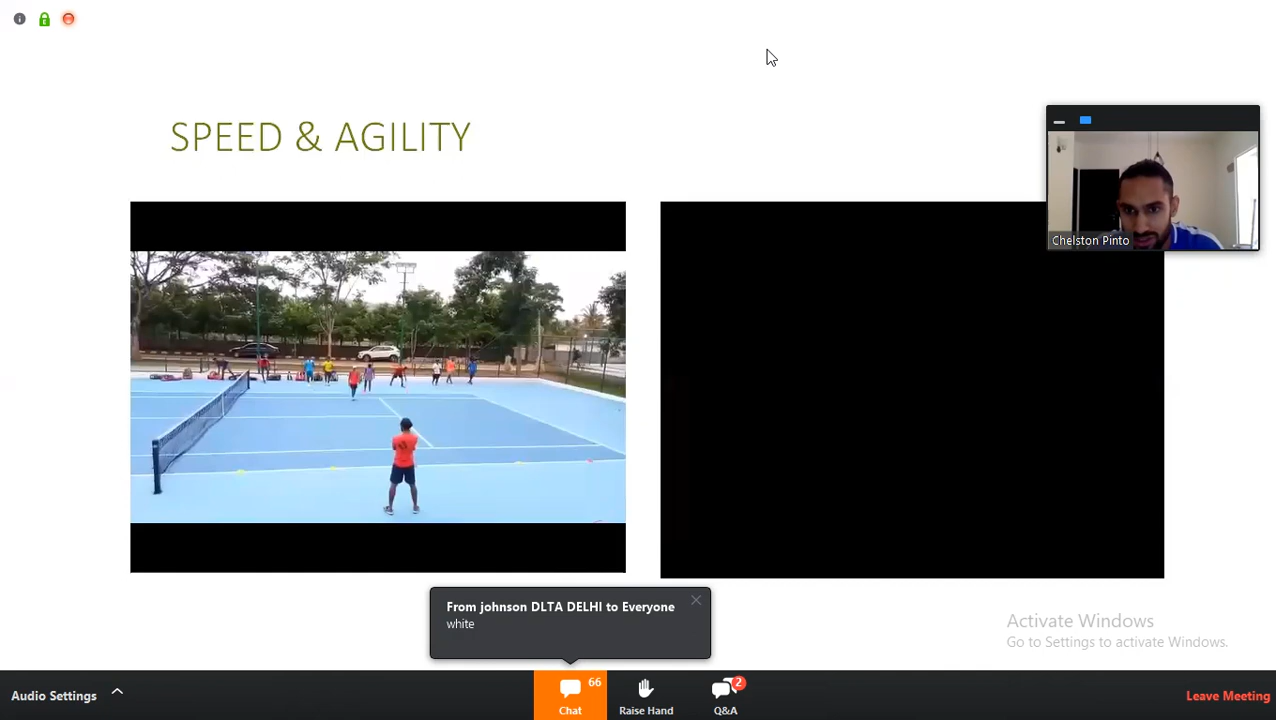 SPEED & AGILITY
Chelston Pinto
From johnson DLTA DELHI to Everyone
white
Activate Windows
Go to Settings to activate Windows.
Audio Settings
66
Chat
Raise Hand
2
Q&A
Leave Meeting